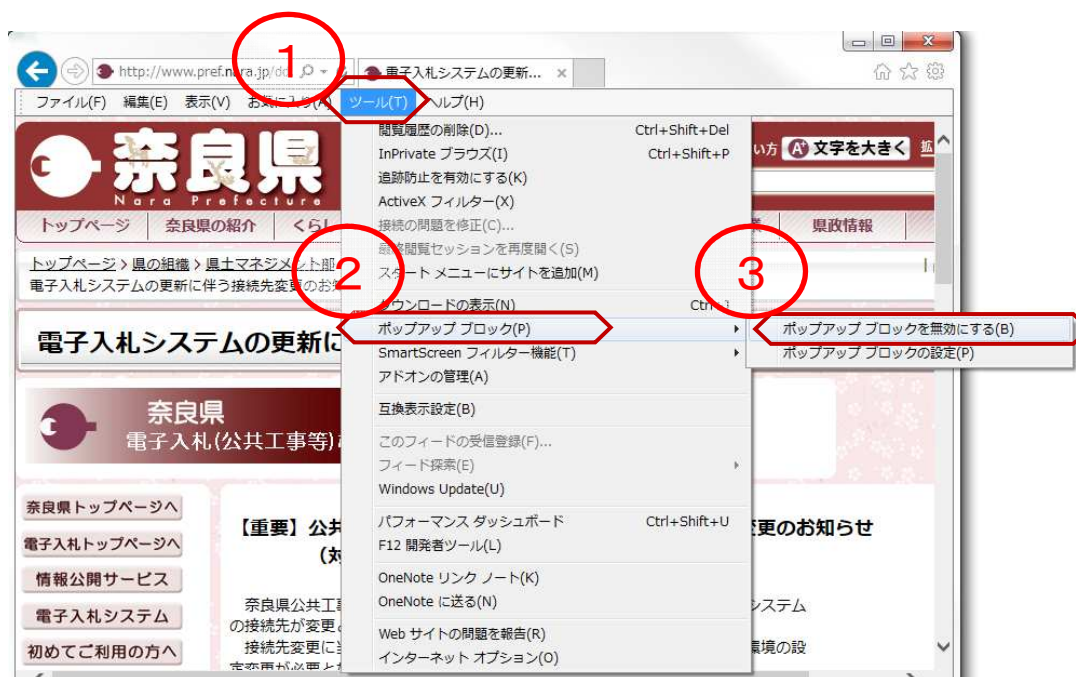 1
http://www.pref.nara.jp/dd
電子入札システムの更新...
ファイル(F) 編集(E) 表示(V) お気に入り(A) ツール(T) ヘルプ(H)
奈良県
Nara Prefecture
い方 文字を大きく 拡
トップページ 奈良県の紹介 くらし 県政情報
トップページ › 県の組織 › 県土マネジメント部
電子入札システムの更新に伴う接続先変更のお知
電子入札システムの更新に
奈良県
電子入札(公共工事等)
奈良県トップページへ
電子入札トップページへ
情報公開サービス
電子入札システム
初めてご利用の方へ
【重要】公共
変更のお知らせ
(対
奈良県公共工事
システム
の接続先が変更
接続先変更に当
環境の設
定変更が必要と
閲覧履歴の削除(D)... Ctrl+Shift+Del
InPrivate ブラウズ(I) Ctrl+Shift+P
追跡防止を有効にする(K)
ActiveX フィルター(X)
接続の問題を修正(C)...
最終閲覧セッションを再度開く(S)
スタート メニューにサイトを追加(M)
ダウンロードの表示(N) Ctrl+J
2
ポップアップ ブロック(P)
SmartScreen フィルター機能(T)
アドオンの管理(A)
互換表示設定(B)
このフィードの受信登録(F)...
フィード探索(E)
Windows Update(U)
パフォーマンス ダッシュボード Ctrl+Shift+U
F12 開発者ツール(L)
OneNote リンク ノート(K)
OneNote に送る(N)
Web サイトの問題を報告(R)
インターネット オプション(O)
3
ポップアップ ブロックを無効にする(B)
ポップアップ ブロックの設定(P)